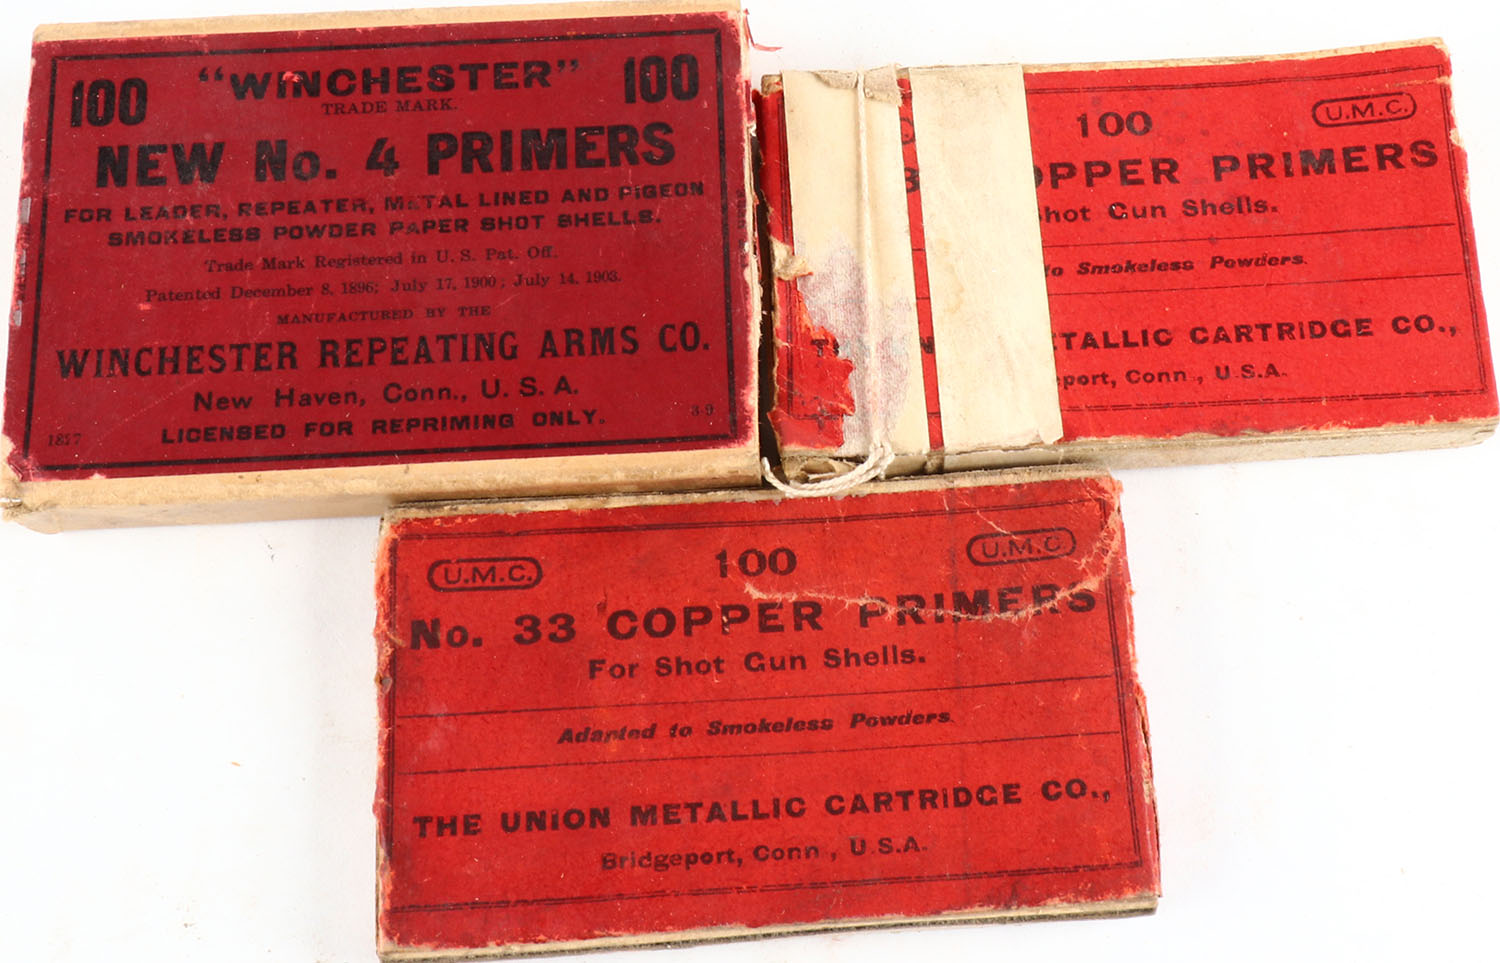 100 "WINCHESTER" 100
TRADE MARK.
NEW No. 4 PRIMERS
FOR LEADER, REPEATER, METAL LINED AND PIGEON
SMOKELESS POWDER PAPER SHOT SHELLS.
Trade Mark Registered in U. S. Pat. Off.
Patented December 8, 1896; July 17, 1900; July 14, 1903.
MANUFACTURED BY THE
WINCHESTER REPEATING ARMS CO.
New Haven, Conn., U. S. A.
LICENSED FOR REPRIMING ONLY.
3-9
100 U.M.C.
OPPER PRIMERS
hot Gun Shells.
to Smokeless Powders.
ETALLIC CARTRIDGE CO.,
port, Conn., U.S.A.
U.M.C. 100 U.M.C.
No. 33 COPPER PRIMERS
For Shot Gun Shells.
Adapted to Smokeless Powders.
THE UNION METALLIC CARTRIDGE CO.,
Bridgeport, Conn., U.S.A.